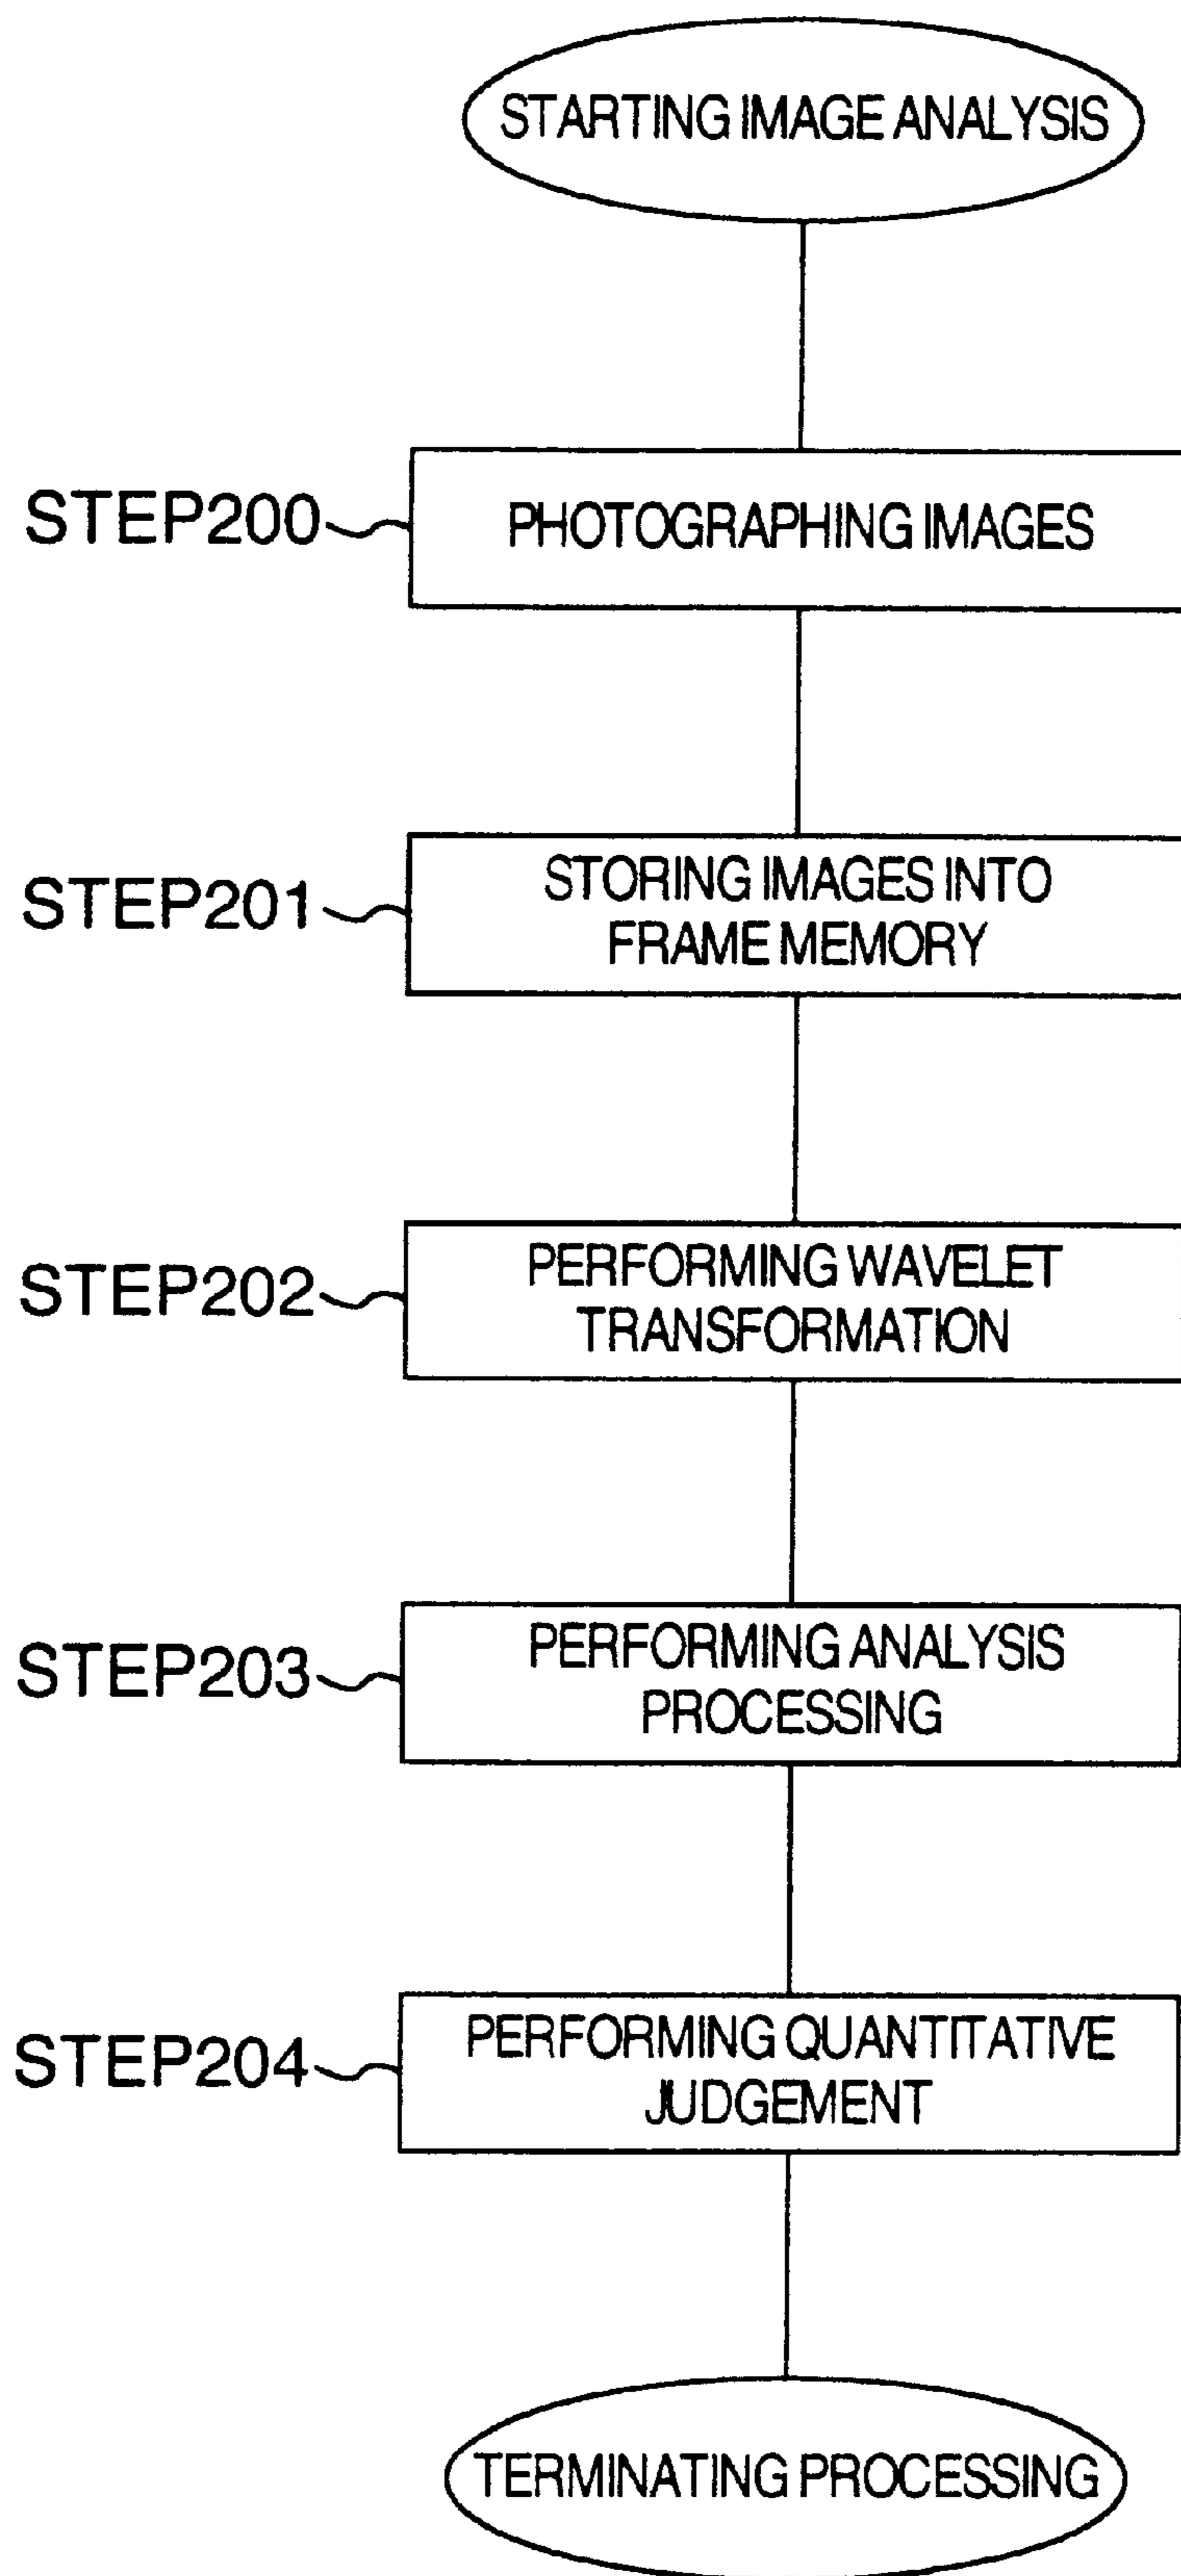 STARTING IMAGE ANALYSIS
STEP200
PHOTOGRAPHING IMAGES
STEP201
STORING IMAGES INTO
FRAME MEMORY
STEP202
PERFORMING WAVELET
TRANSFORMATION
STEP203
PERFORMING ANALYSIS
PROCESSING
STEP204
PERFORMING QUANTITATIVE
JUDGEMENT
TERMINATING PROCESSING